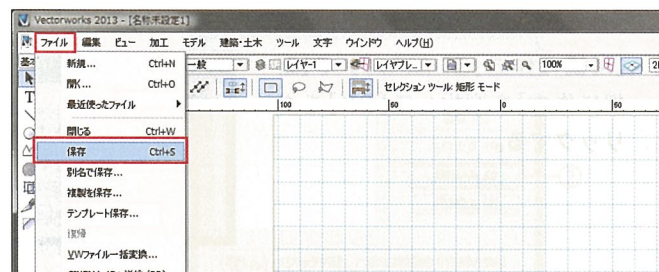 Vectorworks 2013 - [名称未設定1]
ファイル 編集 ビュー 加工 モデル 建築・土木 ツール 文字 ウインドウ ヘルプ(H)
新規... Ctrl+N
一般 レイヤ-1 レイヤプレ... 100%
開く... Ctrl+O
セレクション ツール: 矩形 モード
最近使ったファイル
100 50 0 50
閉じる Ctrl+W
保存 Ctrl+S
別名で保存...
複製を保存...
テンプレート保存...
復帰
VWファイル一括変換...